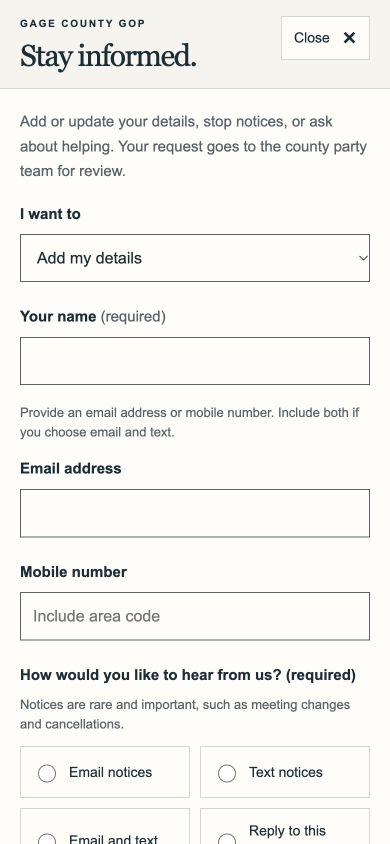 GAGE COUNTY GOP
Stay informed.
Close ✕
Add or update your details, stop notices, or ask
about helping. Your request goes to the county party
team for review.
I want to
Add my details
Your name (required)
Provide an email address or mobile number. Include both if
you choose email and text.
Email address
Mobile number
Include area code
How would you like to hear from us? (required)
Notices are rare and important, such as meeting changes
and cancellations.
Email notices
Text notices
Email and text
Reply to this